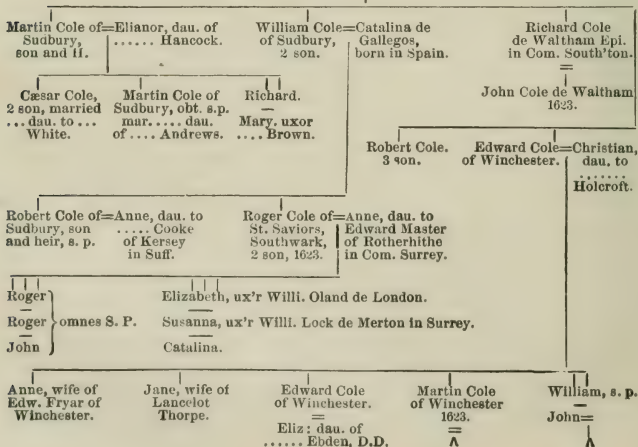 Martin Cole of=Elianor, dau. of
Sudbury, ...... Hancock.
son and H.
William Cole=Catalina de
of Sudbury, Gallegos,
2 son. born in Spain.
Richard Cole
de Waltham Epi.
in Com. South'ton.
=
John Cole de Waltham
1623.
Cæsar Cole,
2 son, married
... dau. to ...
White.
Martin Cole of
Sudbury, obt. s.p.
mar..... dau.
of .... Andrews.
Richard.
—
Mary. uxor
.... Brown.
Robert Cole.
3 son.
Edward Cole=Christian,
of Winchester. dau. to
.......
Holcroft.
Robert Cole of=Anne, dau. to
Sudbury, son ..... Cooke
and heir, s. p. of Kersey
in Suff.
Roger Cole of=Anne, dau. to
St. Saviors, Edward Master
Southwark, of Rotherhithe
2 son, 1623. in Com. Surrey.
Roger
—
Roger } omnes S. P.
—
John
Elizabeth, ux'r Willi. Oland de London.
—
Susanna, ux'r Willi. Lock de Merton in Surrey.
—
Catalina.
Anne, wife of
Edw. Fryar of
Winchester.
Jane, wife of
Lancelot
Thorpe.
Edward Cole
of Winchester.
=
Eliz: dau. of
...... Ebden, D.D.
Martin Cole
of Winchester
1623.
=
William, s. p.
—
John=